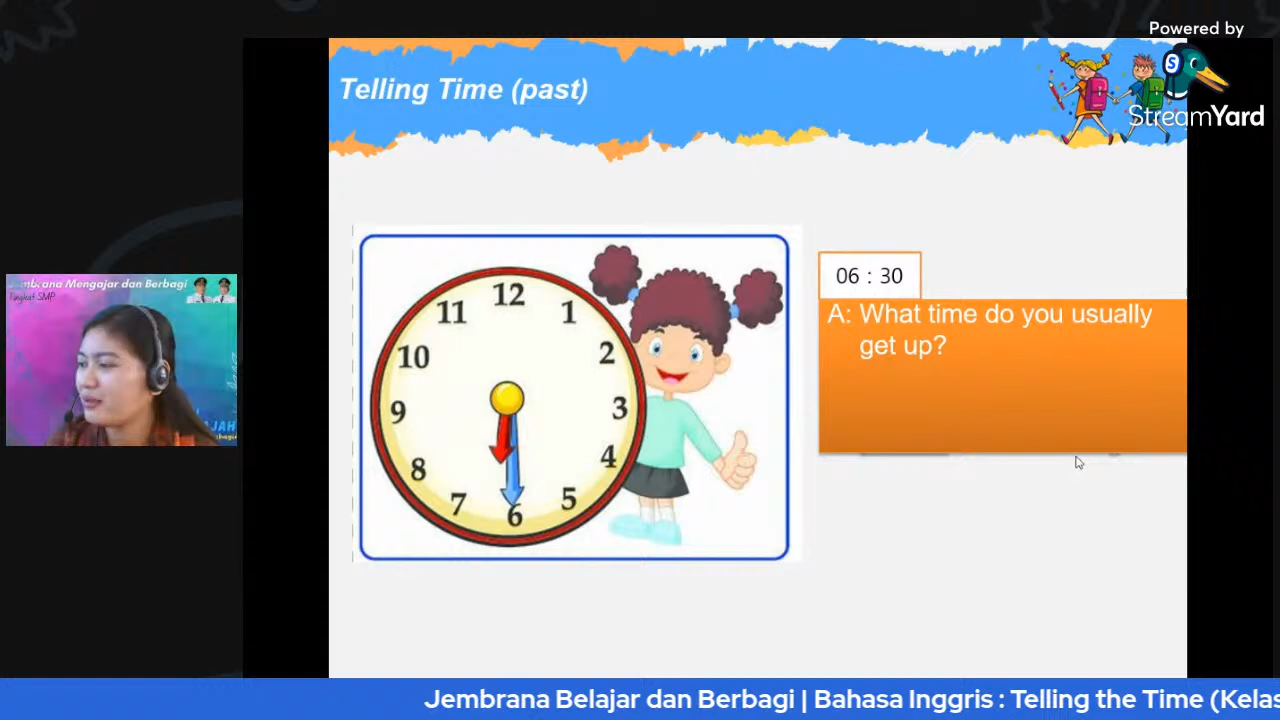 Powered by
StreamYard
Telling Time (past)
12
11
1
10
2
9
3
8
4
7
5
6
06 : 30
A: What time do you usually
get up?
Jembrana Mengajar dan Berbagi
Tingkat SMP
Jembrana Belajar dan Berbagi | Bahasa Inggris : Telling the Time (Kelas